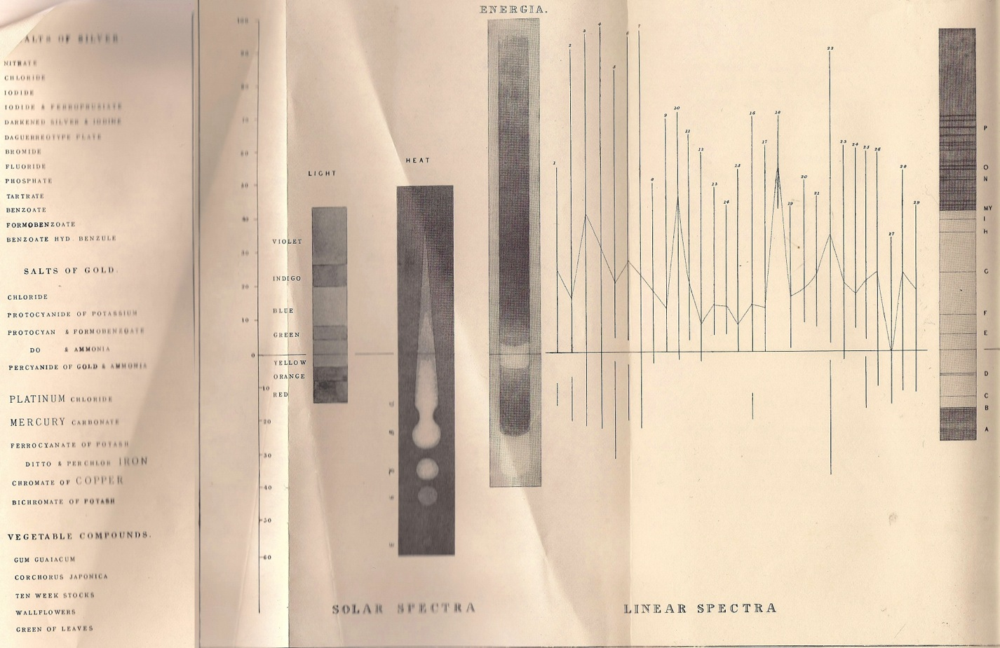 SALTS OF SILVER
NITRATE
CHLORIDE
IODIDE
IODIDE & FERROPRUSIATE
DARKENED SILVER & IODINE
DAGUERREOTYPE PLATE
BROMIDE
FLUORIDE
PHOSPHATE
TARTRATE
BENZOATE
FORMOBENZOATE
BENZOATE HYD BENZULE
SALTS OF GOLD.
CHLORIDE
PROTOCYANIDE OF POTASSIUM
PROTOCYAN & FORMOBENZOATE
DO & AMMONIA
PERCYANIDE OF GOLD & AMMONIA
PLATINUM CHLORIDE
MERCURY CARBONATE
FERROCYANATE OF POTASH
DITTO & PERCHLOR IRON
CHROMATE OF COPPER
BICHROMATE OF POTASH
VEGETABLE COMPOUNDS.
GUM GUAIACUM
CORCHORUS JAPONICA
TEN WEEK STOCKS
WALLFLOWERS
GREEN OF LEAVES
100
90
80
70
60
50
40
30
20
10
0
10
20
30
40
50
60
LIGHT
VIOLET
INDIGO
BLUE
GREEN
YELLOW
ORANGE
RED
HEAT
ENERGIA.
1
2
3
4
5
6
7
8
9
10
11
12
13
14
15
16
17
18
19
20
21
22
23
24
25
26
27
28
29
P
O
N
MY
I
H
G
F
E
D
C
B
A
SOLAR SPECTRA
LINEAR SPECTRA